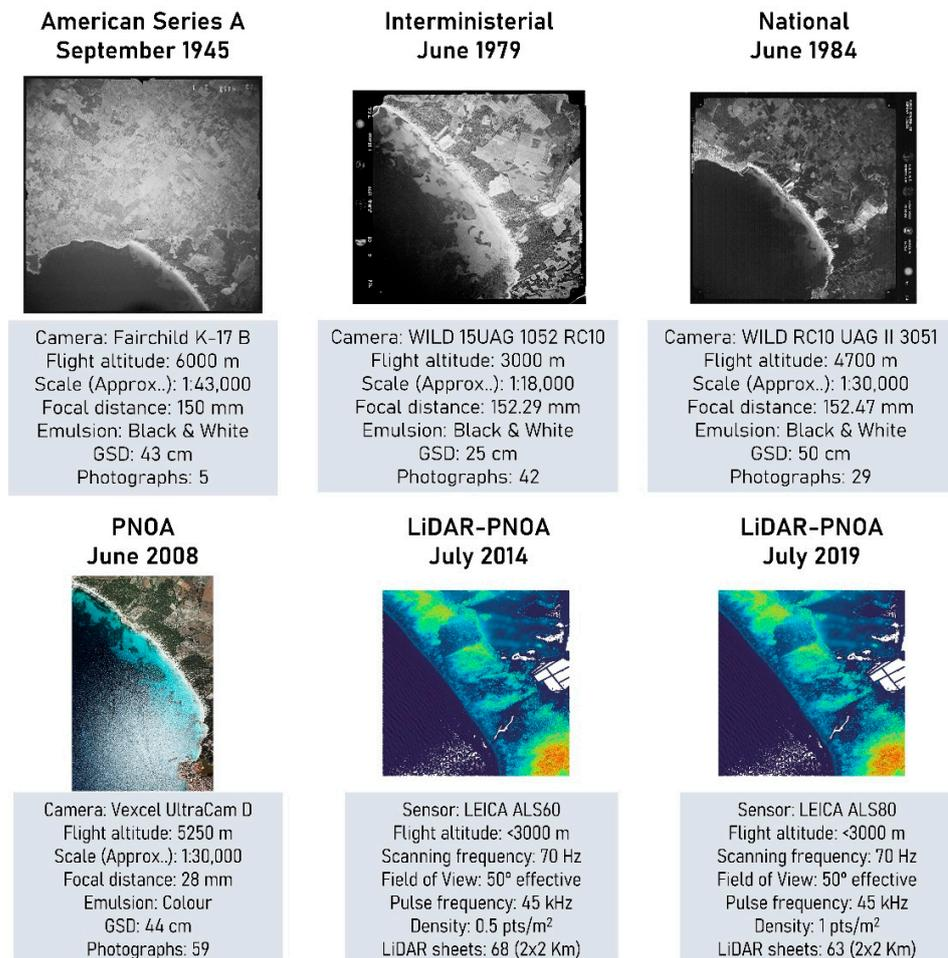 American Series A
September 1945
Interministerial
June 1979
National
June 1984
Camera: Fairchild K-17 B
Flight altitude: 6000 m
Scale (Approx..): 1:43,000
Focal distance: 150 mm
Emulsion: Black & White
GSD: 43 cm
Photographs: 5
Camera: WILD 15UAG 1052 RC10
Flight altitude: 3000 m
Scale (Approx..): 1:18,000
Focal distance: 152.29 mm
Emulsion: Black & White
GSD: 25 cm
Photographs: 42
Camera: WILD RC10 UAG II 3051
Flight altitude: 4700 m
Scale (Approx..): 1:30,000
Focal distance: 152.47 mm
Emulsion: Black & White
GSD: 50 cm
Photographs: 29
PNOA
June 2008
LiDAR-PNOA
July 2014
LiDAR-PNOA
July 2019
Camera: Vexcel UltraCam D
Flight altitude: 5250 m
Scale (Approx..): 1:30,000
Focal distance: 28 mm
Emulsion: Colour
GSD: 44 cm
Photographs: 59
Sensor: LEICA ALS60
Flight altitude: <3000 m
Scanning frequency: 70 Hz
Field of View: 50º effective
Pulse frequency: 45 kHz
Density: 0.5 pts/m²
LiDAR sheets: 68 (2x2 Km)
Sensor: LEICA ALS80
Flight altitude: <3000 m
Scanning frequency: 70 Hz
Field of View: 50º effective
Pulse frequency: 45 kHz
Density: 1 pts/m²
LiDAR sheets: 63 (2x2 Km)